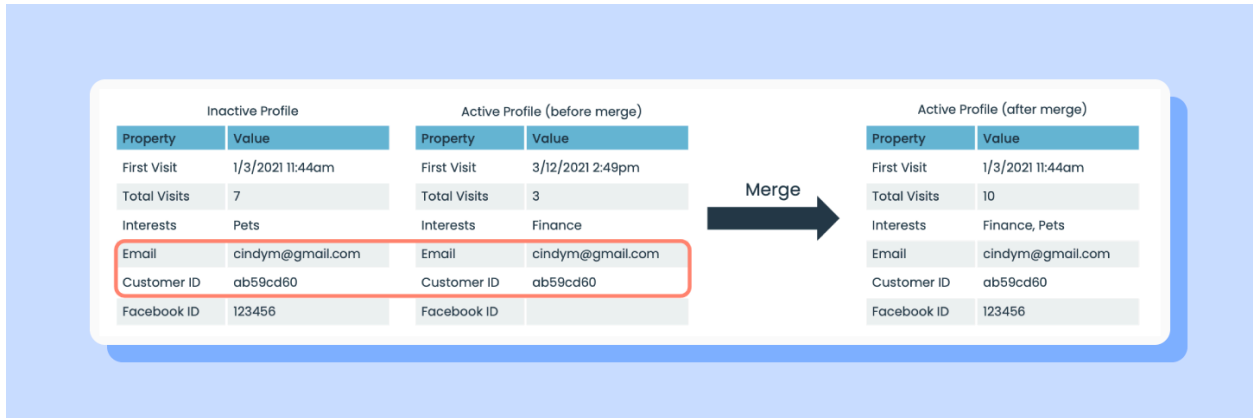 Inactive Profile
Property Value
First Visit 1/3/2021 11:44am
Total Visits 7
Interests Pets
Email cindym@gmail.com
Customer ID ab59cd60
Facebook ID 123456
Active Profile (before merge)
Property Value
First Visit 3/12/2021 2:49pm
Total Visits 3
Interests Finance
Email cindym@gmail.com
Customer ID ab59cd60
Facebook ID
Merge
Active Profile (after merge)
Property Value
First Visit 1/3/2021 11:44am
Total Visits 10
Interests Finance, Pets
Email cindym@gmail.com
Customer ID ab59cd60
Facebook ID 123456